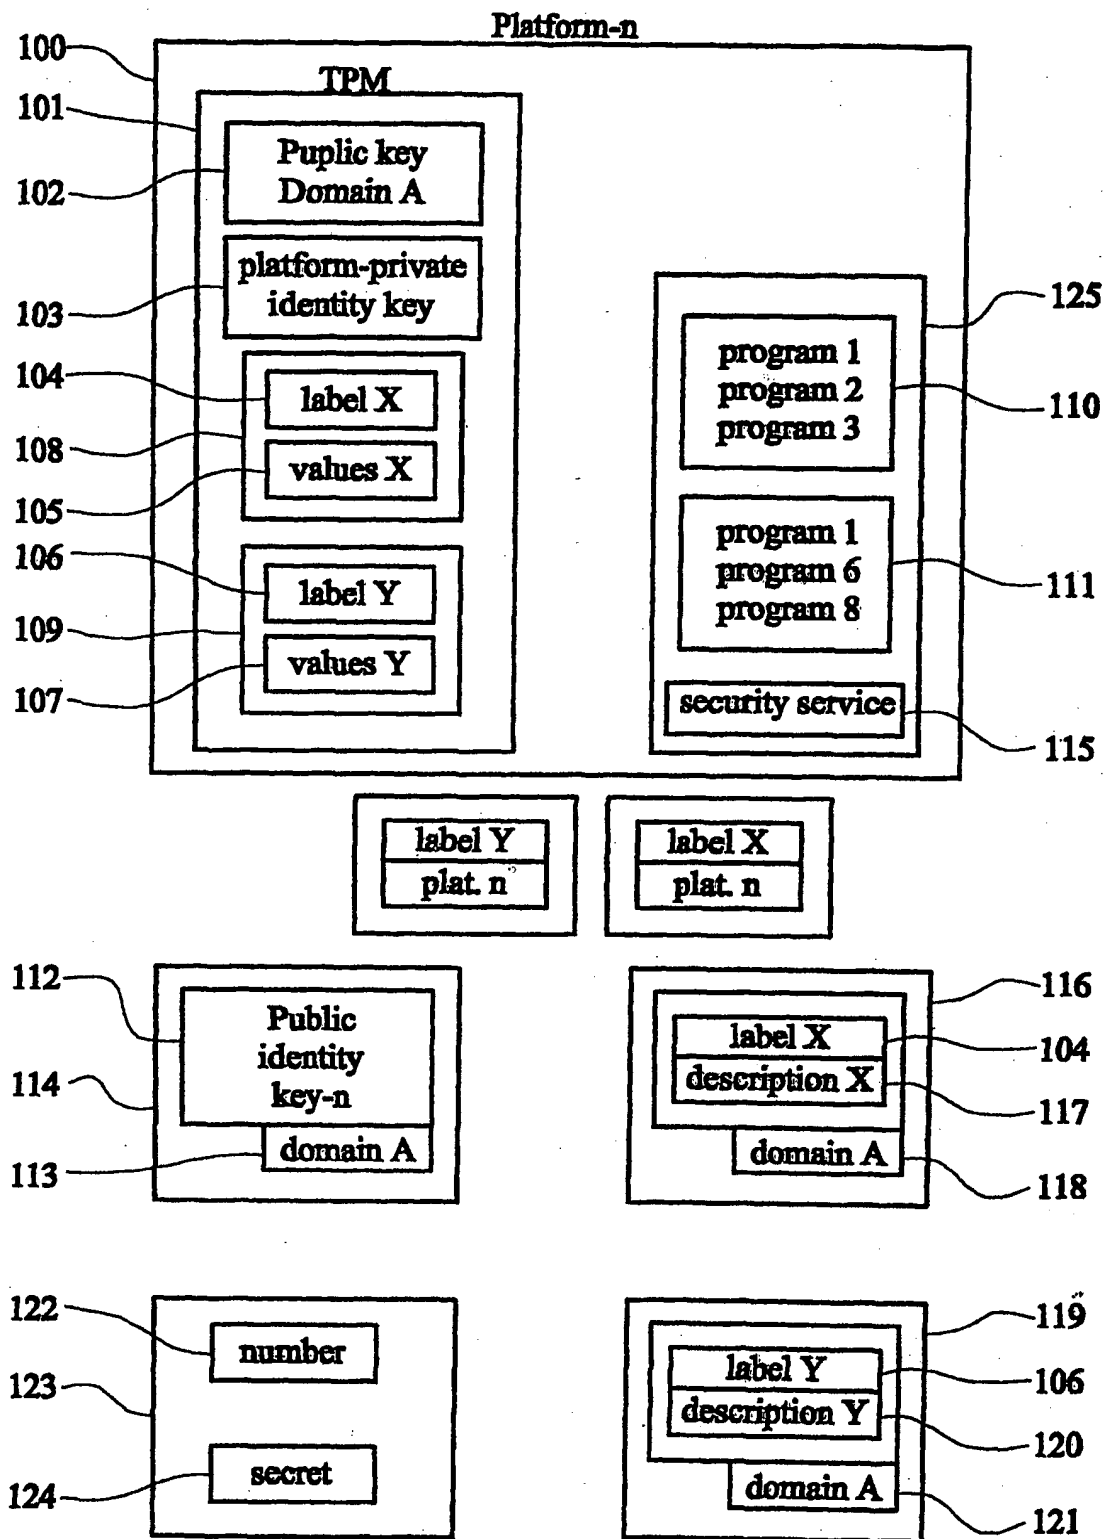 Platform-n
100
TPM
101
Puplic key
Domain A
102
platform-private
identity key
103
125
program 1
program 2
program 3
110
104
label X
108
values X
105
program 1
program 6
program 8
111
106
label Y
109
values Y
107
security service
115
label Y
plat. n
label X
plat. n
112
Public
identity
key-n
114
domain A
113
116
label X
104
description X
117
domain A
118
122
number
123
secret
124
119
label Y
106
description Y
120
domain A
121